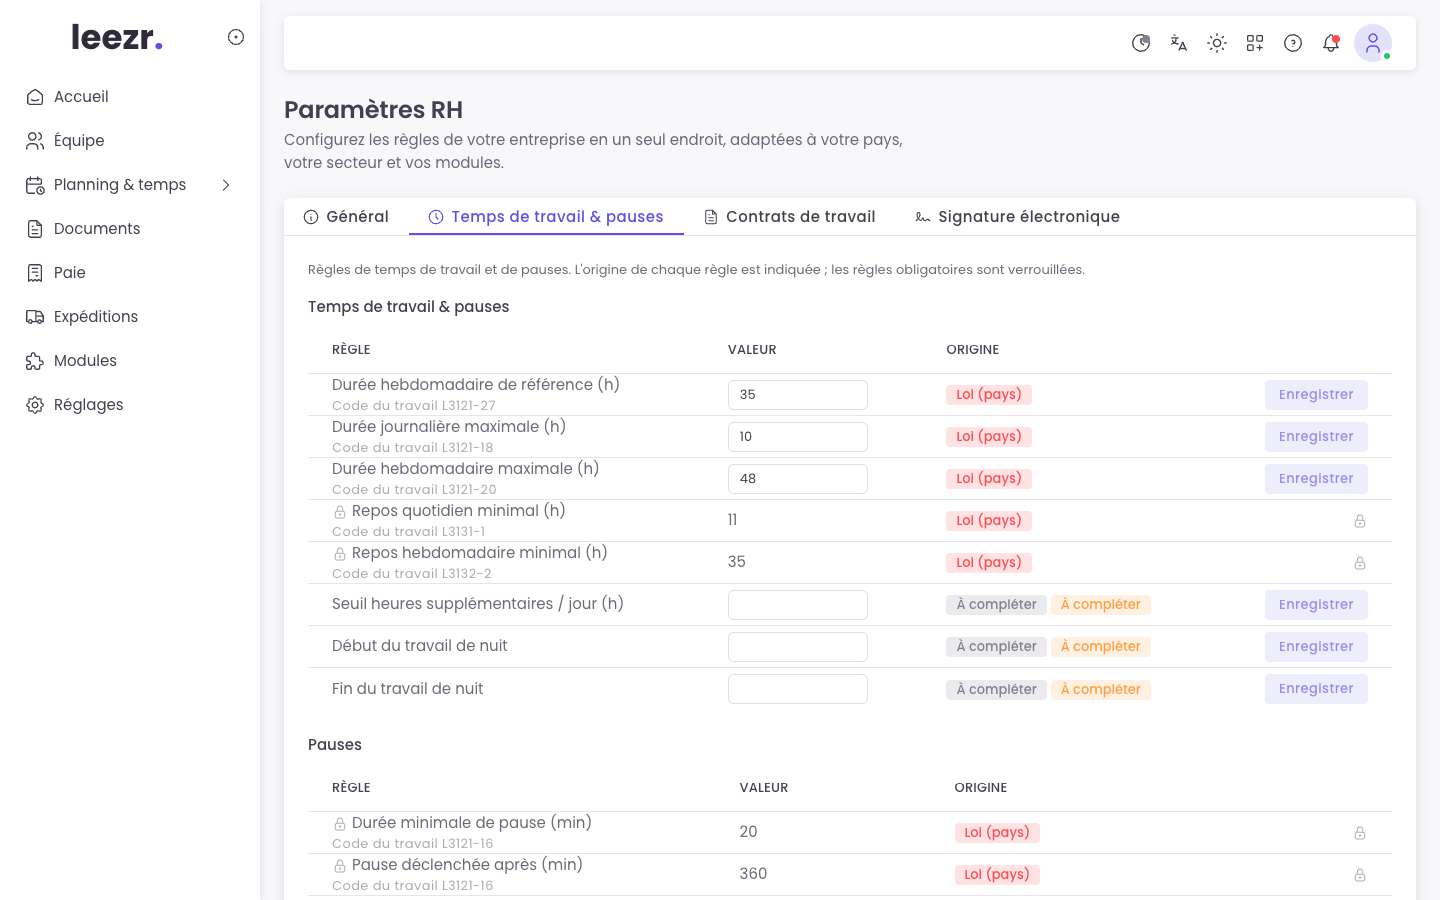 leezr.
Accueil
Équipe
Planning & temps
Documents
Paie
Expéditions
Modules
Réglages
Paramètres RH
Configurez les règles de votre entreprise en un seul endroit, adaptées à votre pays,
votre secteur et vos modules.
Général Temps de travail & pauses Contrats de travail Signature électronique
Règles de temps de travail et de pauses. L'origine de chaque règle est indiquée ; les règles obligatoires sont verrouillées.
Temps de travail & pauses
RÈGLE VALEUR ORIGINE
Durée hebdomadaire de référence (h) 35 Loi (pays) Enregistrer
Code du travail L3121-27
Durée journalière maximale (h) 10 Loi (pays) Enregistrer
Code du travail L3121-18
Durée hebdomadaire maximale (h) 48 Loi (pays) Enregistrer
Code du travail L3121-20
Repos quotidien minimal (h) 11 Loi (pays)
Code du travail L3131-1
Repos hebdomadaire minimal (h) 35 Loi (pays)
Code du travail L3132-2
Seuil heures supplémentaires / jour (h) À compléter À compléter Enregistrer
Début du travail de nuit À compléter À compléter Enregistrer
Fin du travail de nuit À compléter À compléter Enregistrer
Pauses
RÈGLE VALEUR ORIGINE
Durée minimale de pause (min) 20 Loi (pays)
Code du travail L3121-16
Pause déclenchée après (min) 360 Loi (pays)
Code du travail L3121-16